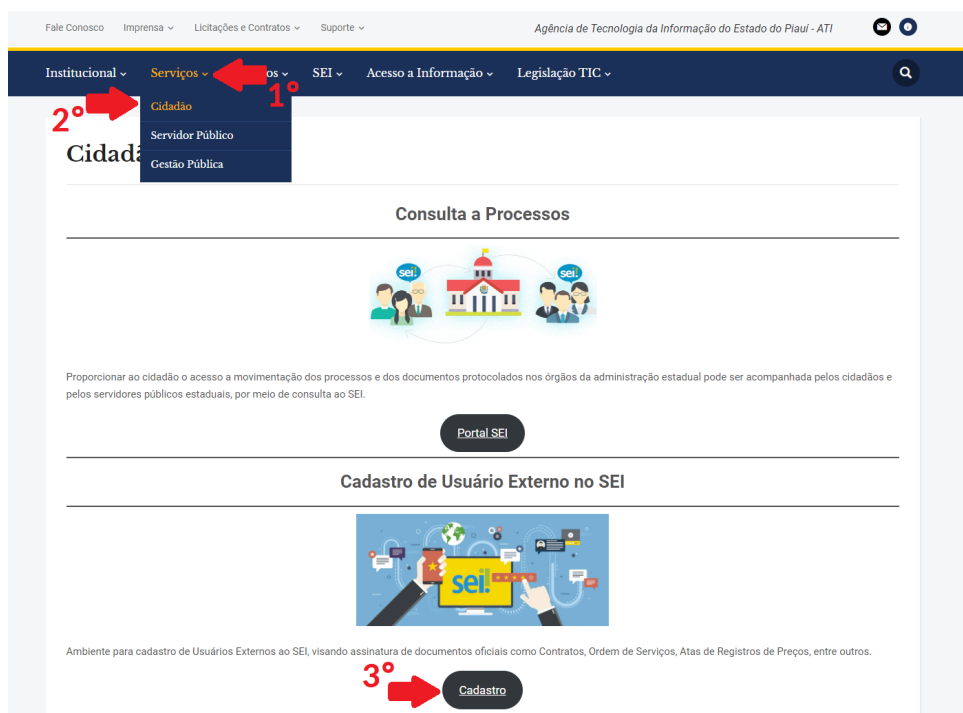 Fale Conosco Imprensa Licitações e Contratos Suporte Agência de Tecnologia da Informação do Estado do Piauí - ATI
Institucional Serviços os SEI Acesso a Informação Legislação TIC
1º
2º Cidadão
Servidor Público
Cidadã
Gestão Pública
Consulta a Processos
sei! sei!
Proporcionar ao cidadão o acesso a movimentação dos processos e dos documentos protocolados nos órgãos da administração estadual pode ser acompanhada pelos cidadãos e
pelos servidores públicos estaduais, por meio de consulta ao SEI.
Portal SEI
Cadastro de Usuário Externo no SEI
sei!
Ambiente para cadastro de Usuários Externos ao SEI, visando assinatura de documentos oficiais como Contratos, Ordem de Serviços, Atas de Registros de Preços, entre outros.
3º
Cadastro